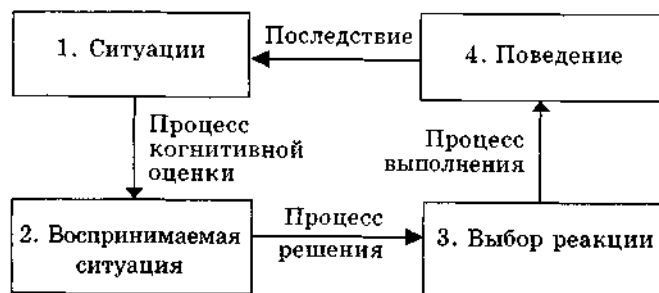 1. Ситуации
Последствие
4. Поведение
Процесс
когнитивной
оценки
Процесс
выполнения
2. Воспринимаемая
ситуация
Процесс
решения
3. Выбор реакции